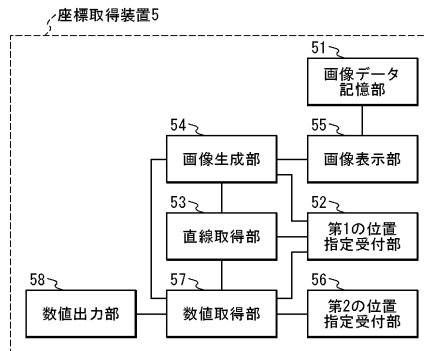 座標取得装置5
51
画像データ
記憶部
54
画像生成部
55
画像表示部
53
直線取得部
52
第1の位置
指定受付部
58
数値出力部
57
数値取得部
56
第2の位置
指定受付部